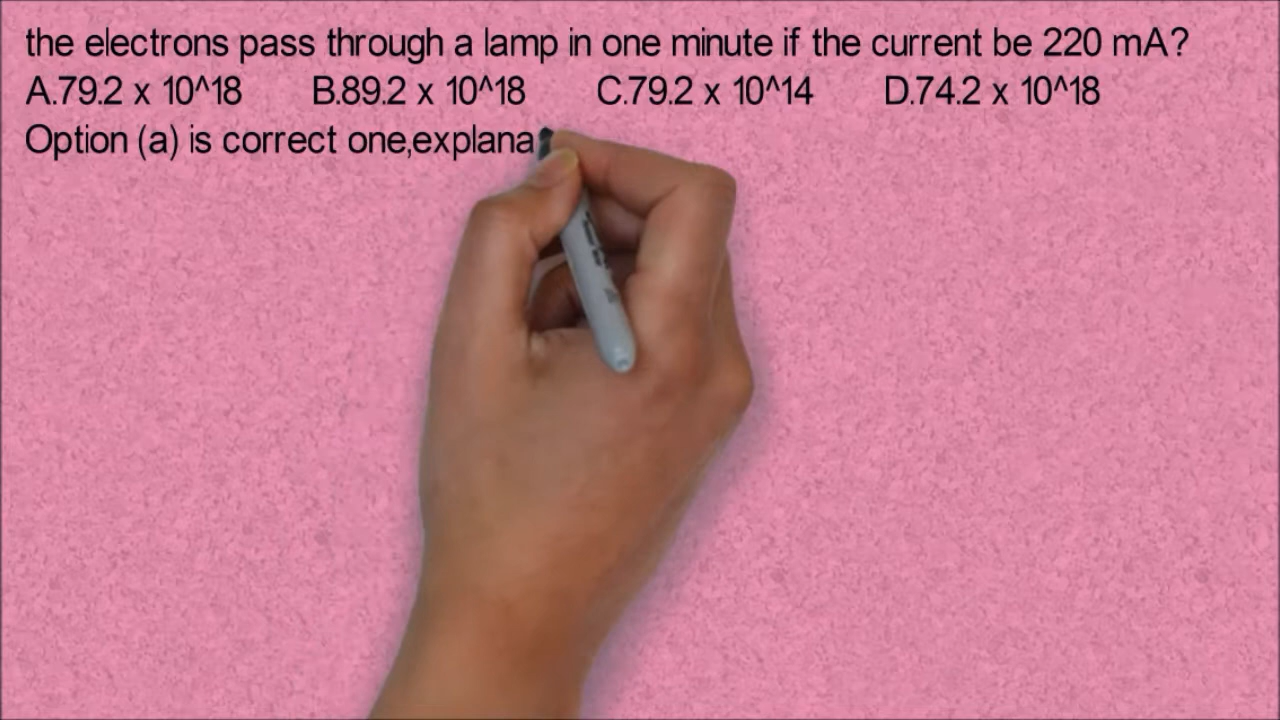 the electrons pass through a lamp in one minute if the current be 220 mA?
A.79.2 x 10^18 B.89.2 x 10^18 C.79.2 x 10^14 D.74.2 x 10^18
Option (a) is correct one,explana